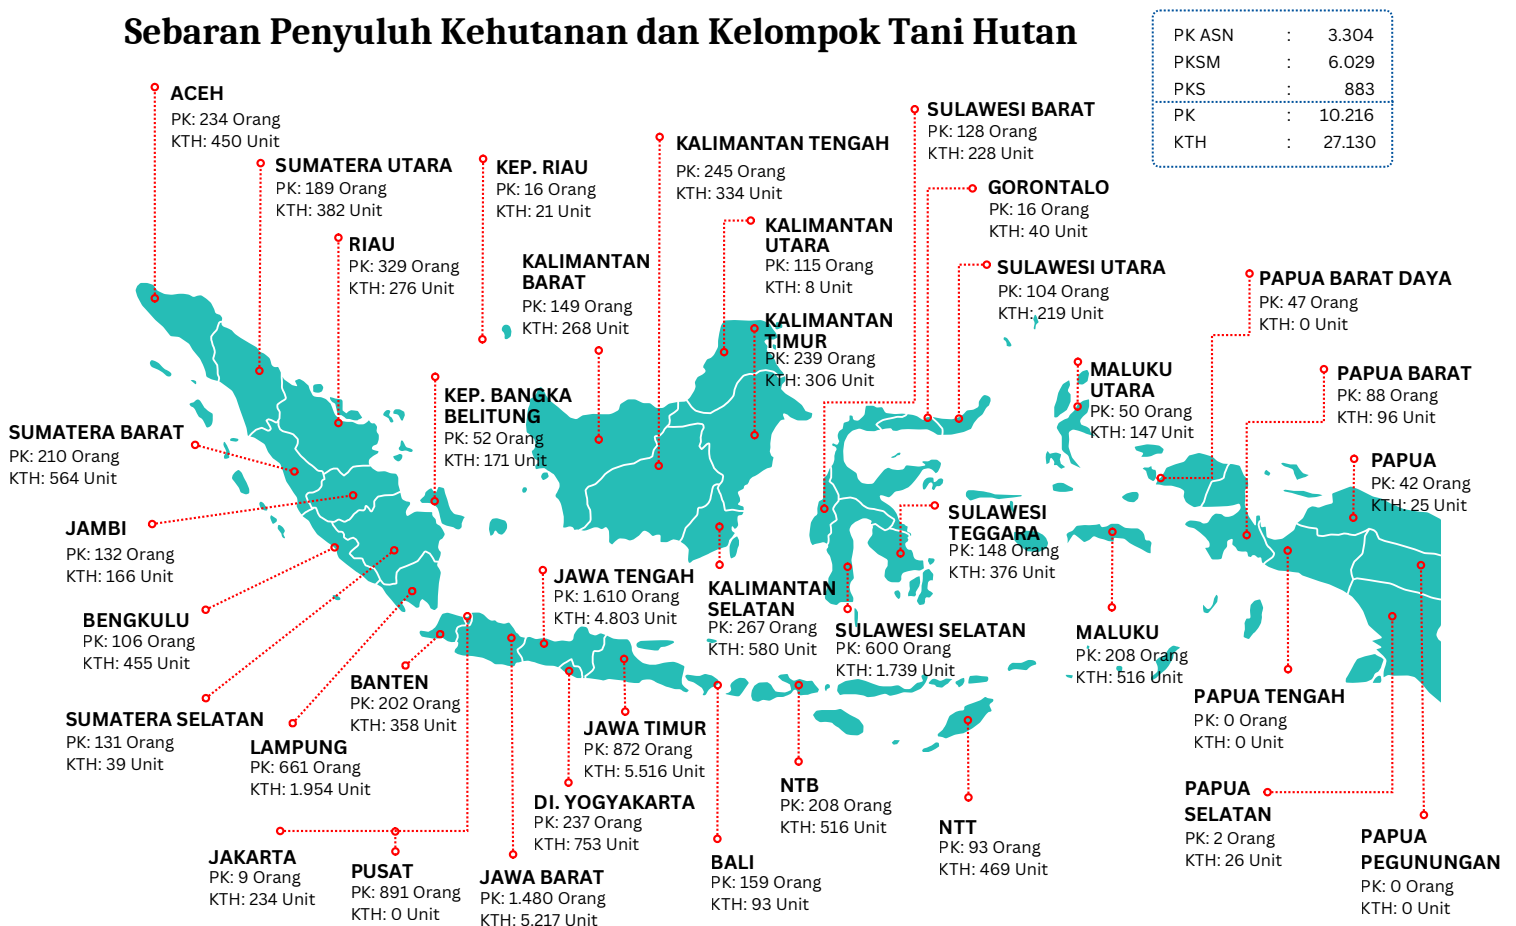 Sebaran Penyuluh Kehutanan dan Kelompok Tani Hutan
PK ASN : 3.304
PKSM : 6.029
PKS : 883
PK : 10.216
KTH : 27.130
ACEH
PK: 234 Orang
KTH: 450 Unit
SUMATERA UTARA
PK: 189 Orang
KTH: 382 Unit
RIAU
PK: 329 Orang
KTH: 276 Unit
KEP. RIAU
PK: 16 Orang
KTH: 21 Unit
KALIMANTAN
BARAT
PK: 149 Orang
KTH: 268 Unit
KALIMANTAN TENGAH
PK: 245 Orang
KTH: 334 Unit
KALIMANTAN
UTARA
PK: 115 Orang
KTH: 8 Unit
KALIMANTAN
TIMUR
PK: 239 Orang
KTH: 306 Unit
SULAWESI BARAT
PK: 128 Orang
KTH: 228 Unit
GORONTALO
PK: 16 Orang
KTH: 40 Unit
SULAWESI UTARA
PK: 104 Orang
KTH: 219 Unit
PAPUA BARAT DAYA
PK: 47 Orang
KTH: 0 Unit
MALUKU
UTARA
PK: 50 Orang
KTH: 147 Unit
PAPUA BARAT
PK: 88 Orang
KTH: 96 Unit
PAPUA
PK: 42 Orang
KTH: 25 Unit
KEP. BANGKA
BELITUNG
PK: 52 Orang
KTH: 171 Unit
SUMATERA BARAT
PK: 210 Orang
KTH: 564 Unit
JAMBI
PK: 132 Orang
KTH: 166 Unit
BENGKULU
PK: 106 Orang
KTH: 455 Unit
SUMATERA SELATAN
PK: 131 Orang
KTH: 39 Unit
LAMPUNG
PK: 661 Orang
KTH: 1.954 Unit
BANTEN
PK: 202 Orang
KTH: 358 Unit
JAWA TENGAH
PK: 1.610 Orang
KTH: 4.803 Unit
KALIMANTAN
SELATAN
PK: 267 Orang
KTH: 580 Unit
SULAWESI
TEGGARA
PK: 148 Orang
KTH: 376 Unit
SULAWESI SELATAN
PK: 600 Orang
KTH: 1.739 Unit
MALUKU
PK: 208 Orang
KTH: 516 Unit
PAPUA TENGAH
PK: 0 Orang
KTH: 0 Unit
JAWA TIMUR
PK: 872 Orang
KTH: 5.516 Unit
DI. YOGYAKARTA
PK: 237 Orang
KTH: 753 Unit
NTB
PK: 208 Orang
KTH: 516 Unit
NTT
PK: 93 Orang
KTH: 469 Unit
PAPUA
SELATAN
PK: 2 Orang
KTH: 26 Unit
PAPUA
PEGUNUNGAN
PK: 0 Orang
KTH: 0 Unit
JAKARTA
PK: 9 Orang
KTH: 234 Unit
PUSAT
PK: 891 Orang
KTH: 0 Unit
JAWA BARAT
PK: 1.480 Orang
KTH: 5.217 Unit
BALI
PK: 159 Orang
KTH: 93 Unit